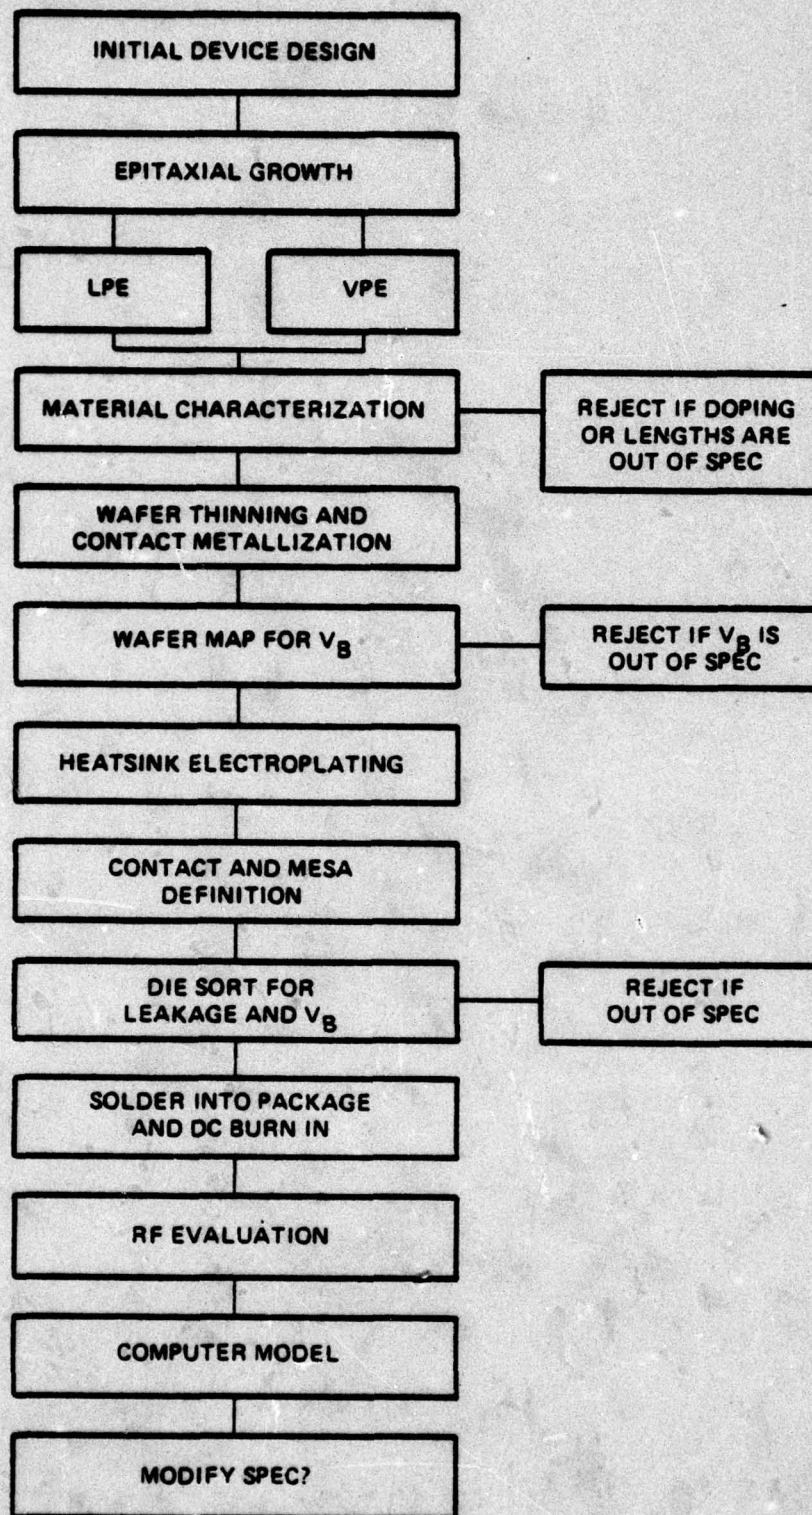 INITIAL DEVICE DESIGN
EPITAXIAL GROWTH
LPE
VPE
MATERIAL CHARACTERIZATION
REJECT IF DOPING
OR LENGTHS ARE
OUT OF SPEC
WAFER THINNING AND
CONTACT METALLIZATION
WAFER MAP FOR VB
REJECT IF VB IS
OUT OF SPEC
HEATSINK ELECTROPLATING
CONTACT AND MESA
DEFINITION
DIE SORT FOR
LEAKAGE AND VB
REJECT IF
OUT OF SPEC
SOLDER INTO PACKAGE
AND DC BURN IN
RF EVALUATION
COMPUTER MODEL
MODIFY SPEC?